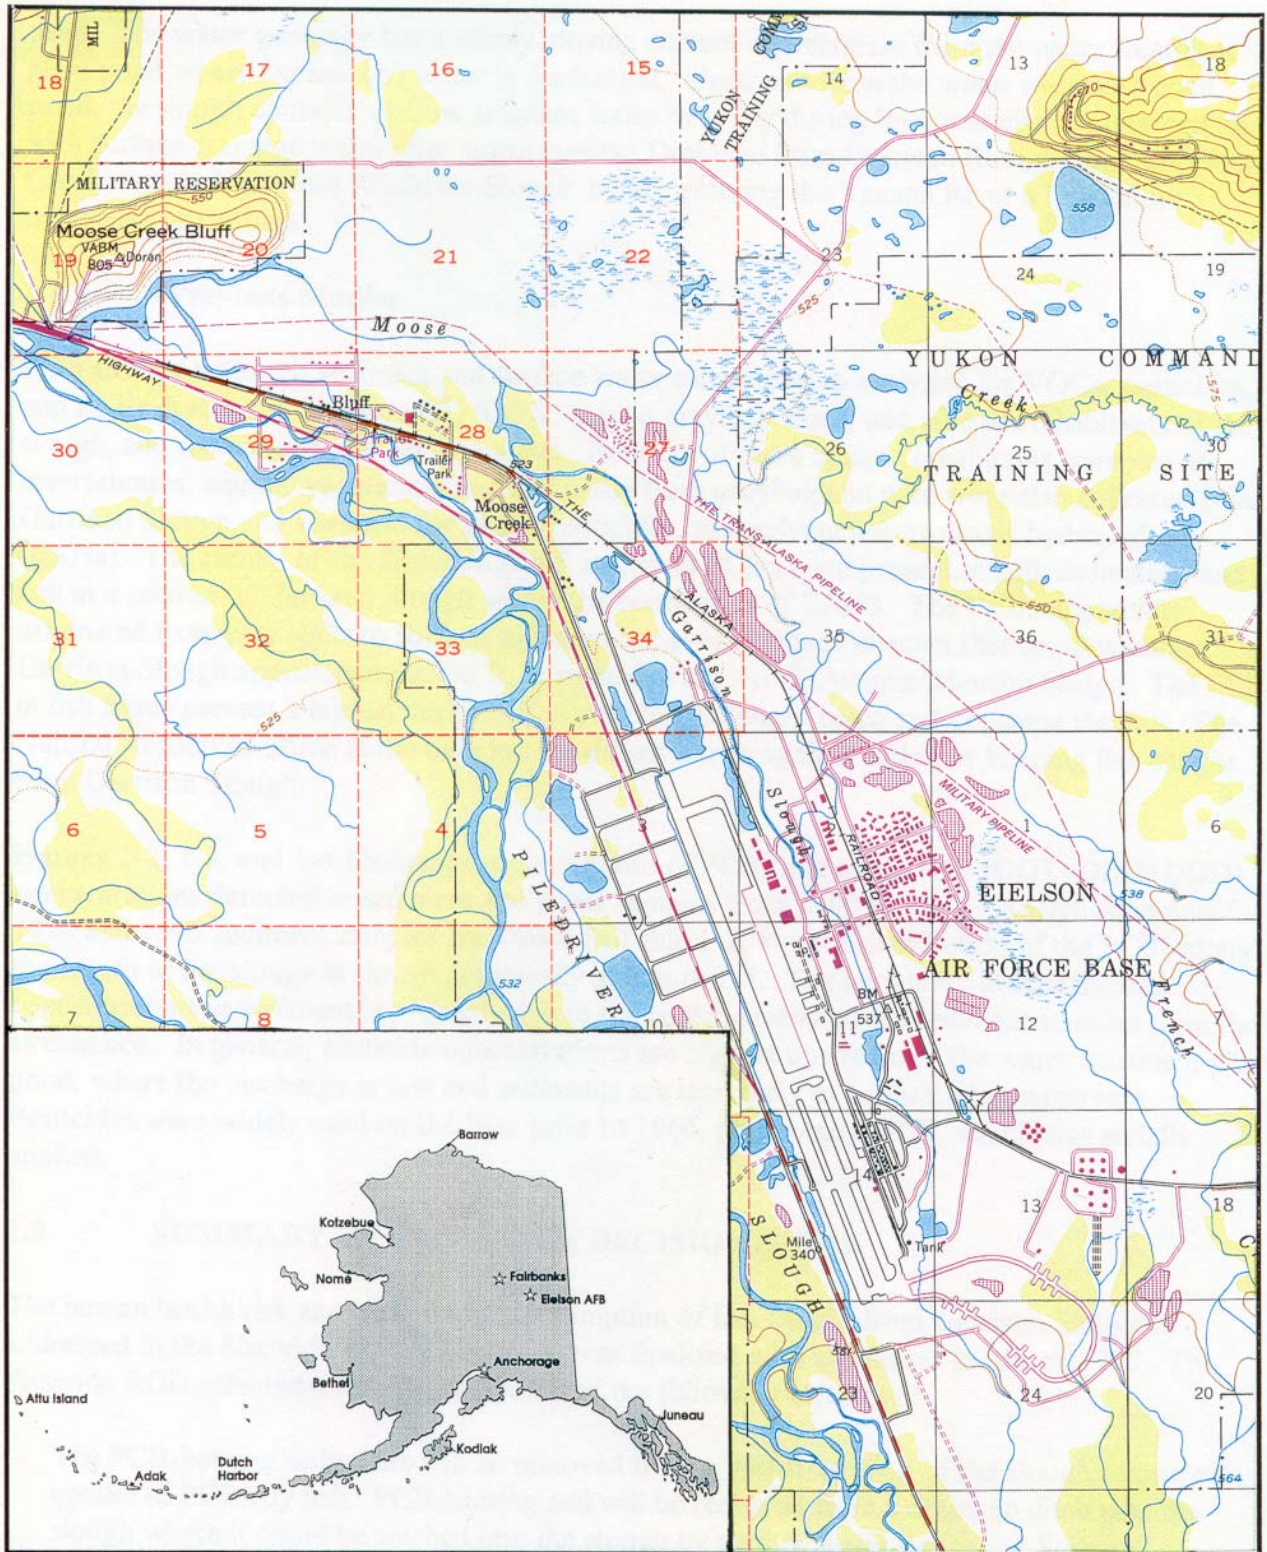 MIL
18
17
16
15
YUKON COMM
TRAINING
14
13
18
MILITARY RESERVATION
550
Moose Creek Bluff
VABM
Doran
805
19
20
21
22
23
24
19
558
525
Moose
HIGHWAY
YUKON COMMAND
Creek
575
Bluff
Trailer
Park
Trailer
Park
30
29
28
27
26
25
30
523
THE
TRAINING SITE
Moose
Creek
THE TRANS-ALASKA PIPELINE
550
ALASKA
Garrison
31
32
33
34
35
36
31
525
MILITARY PIPELINE
Slough
RAILROAD
6
5
4
2
1
6
PILEDRIVER
EIELSON
538
AIR FORCE BASE
French
532
BM
537
7
8
10
11
12
7
14
13
18
SLOUGH
Mile
340
Tank
C
551
23
24
20
564
Barrow
Kotzebue
Nome
Fairbanks
Eielson AFB
Anchorage
Bethel
Attu Island
Juneau
Kodiak
Dutch
Harbor
Adak